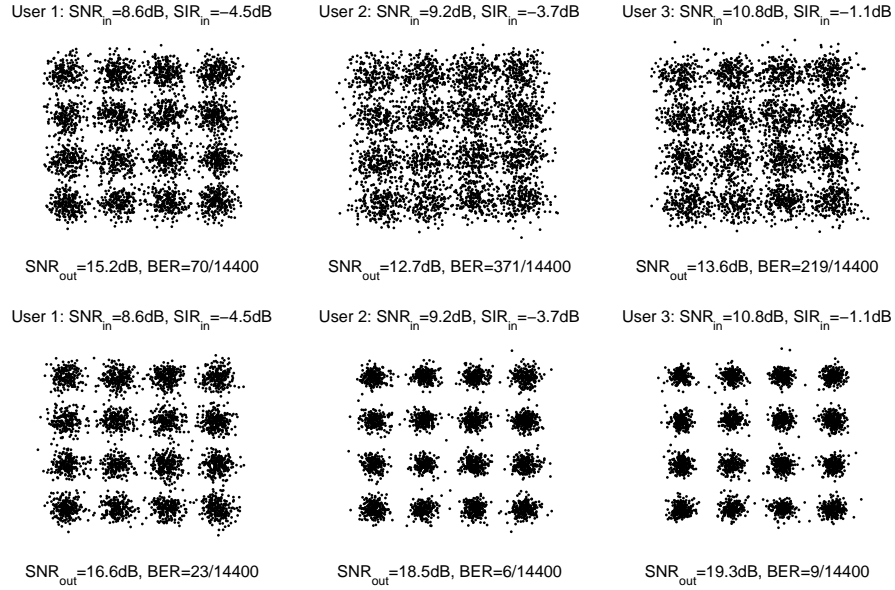 User 1: SNR_in=8.6dB, SIR_in=−4.5dB
User 2: SNR_in=9.2dB, SIR_in=−3.7dB
User 3: SNR_in=10.8dB, SIR_in=−1.1dB
SNR_out=15.2dB, BER=70/14400
SNR_out=12.7dB, BER=371/14400
SNR_out=13.6dB, BER=219/14400
User 1: SNR_in=8.6dB, SIR_in=−4.5dB
User 2: SNR_in=9.2dB, SIR_in=−3.7dB
User 3: SNR_in=10.8dB, SIR_in=−1.1dB
SNR_out=16.6dB, BER=23/14400
SNR_out=18.5dB, BER=6/14400
SNR_out=19.3dB, BER=9/14400